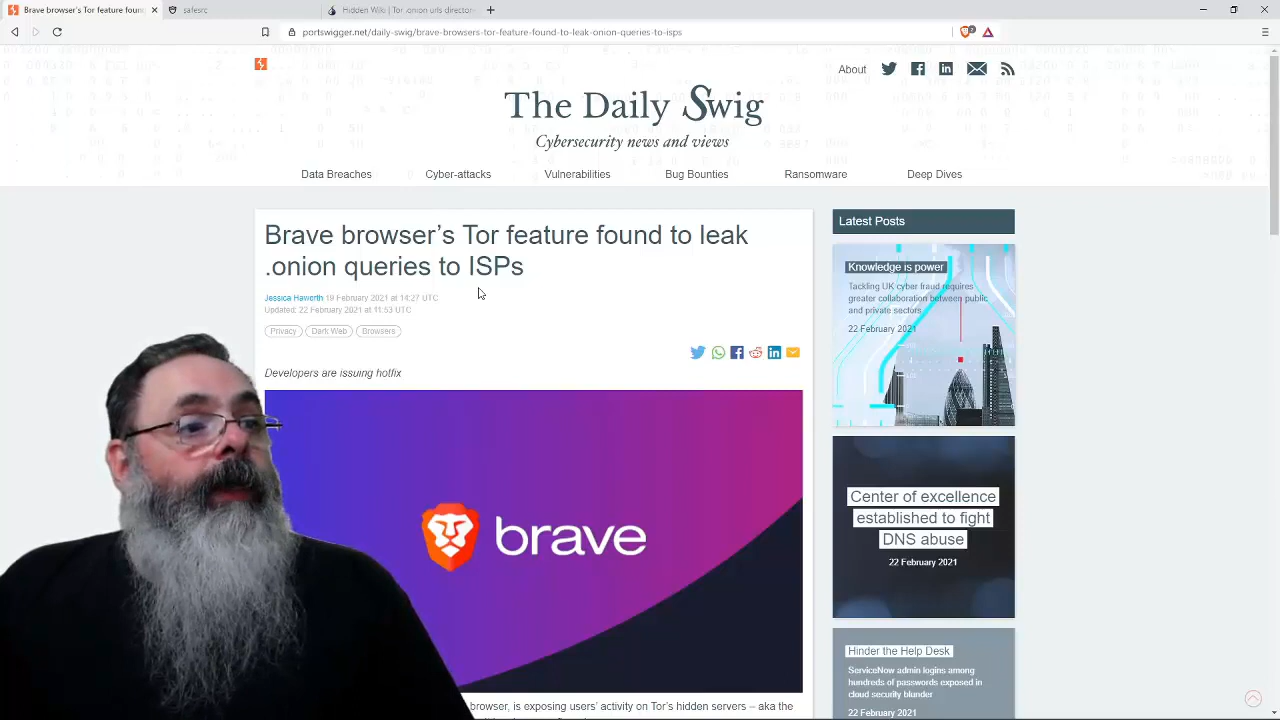 Brave browser's Tor feature foun
safesrc
Hidden Wiki | Tor .onion urls directori
portswigger.net/daily-swig/brave-browsers-tor-feature-found-to-leak-onion-queries-to-isps
About
The Daily Swig
Cybersecurity news and views
Data Breaches
Cyber-attacks
Vulnerabilities
Bug Bounties
Ransomware
Deep Dives
Brave browser’s Tor feature found to leak
.onion queries to ISPs
Jessica Haworth 19 February 2021 at 14:27 UTC
Updated: 22 February 2021 at 11:53 UTC
Privacy
Dark Web
Browsers
Developers are issuing hotfix
brave
browser, is exposing users’ activity on Tor’s hidden servers – aka the
Latest Posts
Knowledge is power
Tackling UK cyber fraud requires
greater collaboration between public
and private sectors
22 February 2021
Center of excellence
established to fight
DNS abuse
22 February 2021
Hinder the Help Desk
ServiceNow admin logins among
hundreds of passwords exposed in
cloud security blunder
22 February 2021